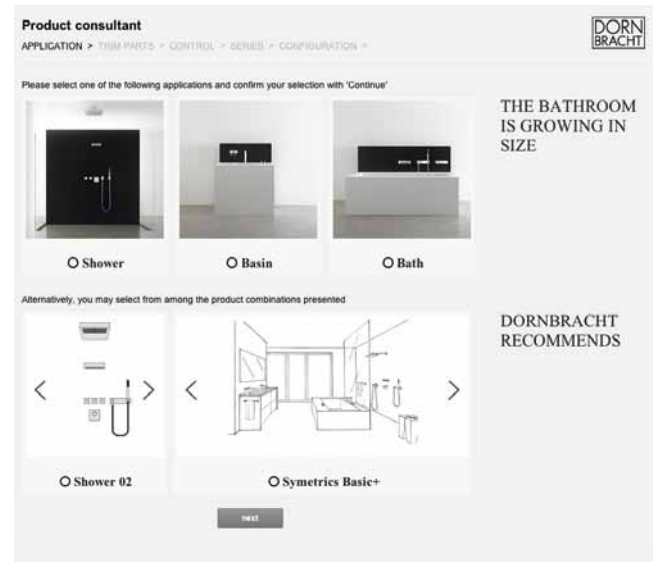 Product consultant
DORN
BRACHT
APPLICATION > TRIM PARTS > CONTROL > SERIES > CONFIGURATION >
Please select one of the following applications and confirm your selection with 'Continue'
THE BATHROOM
IS GROWING IN
SIZE
Shower
Basin
Bath
Alternatively, you may select from among the product combinations presented
DORNBRACHT
RECOMMENDS
Shower 02
Symetrics Basic+
next